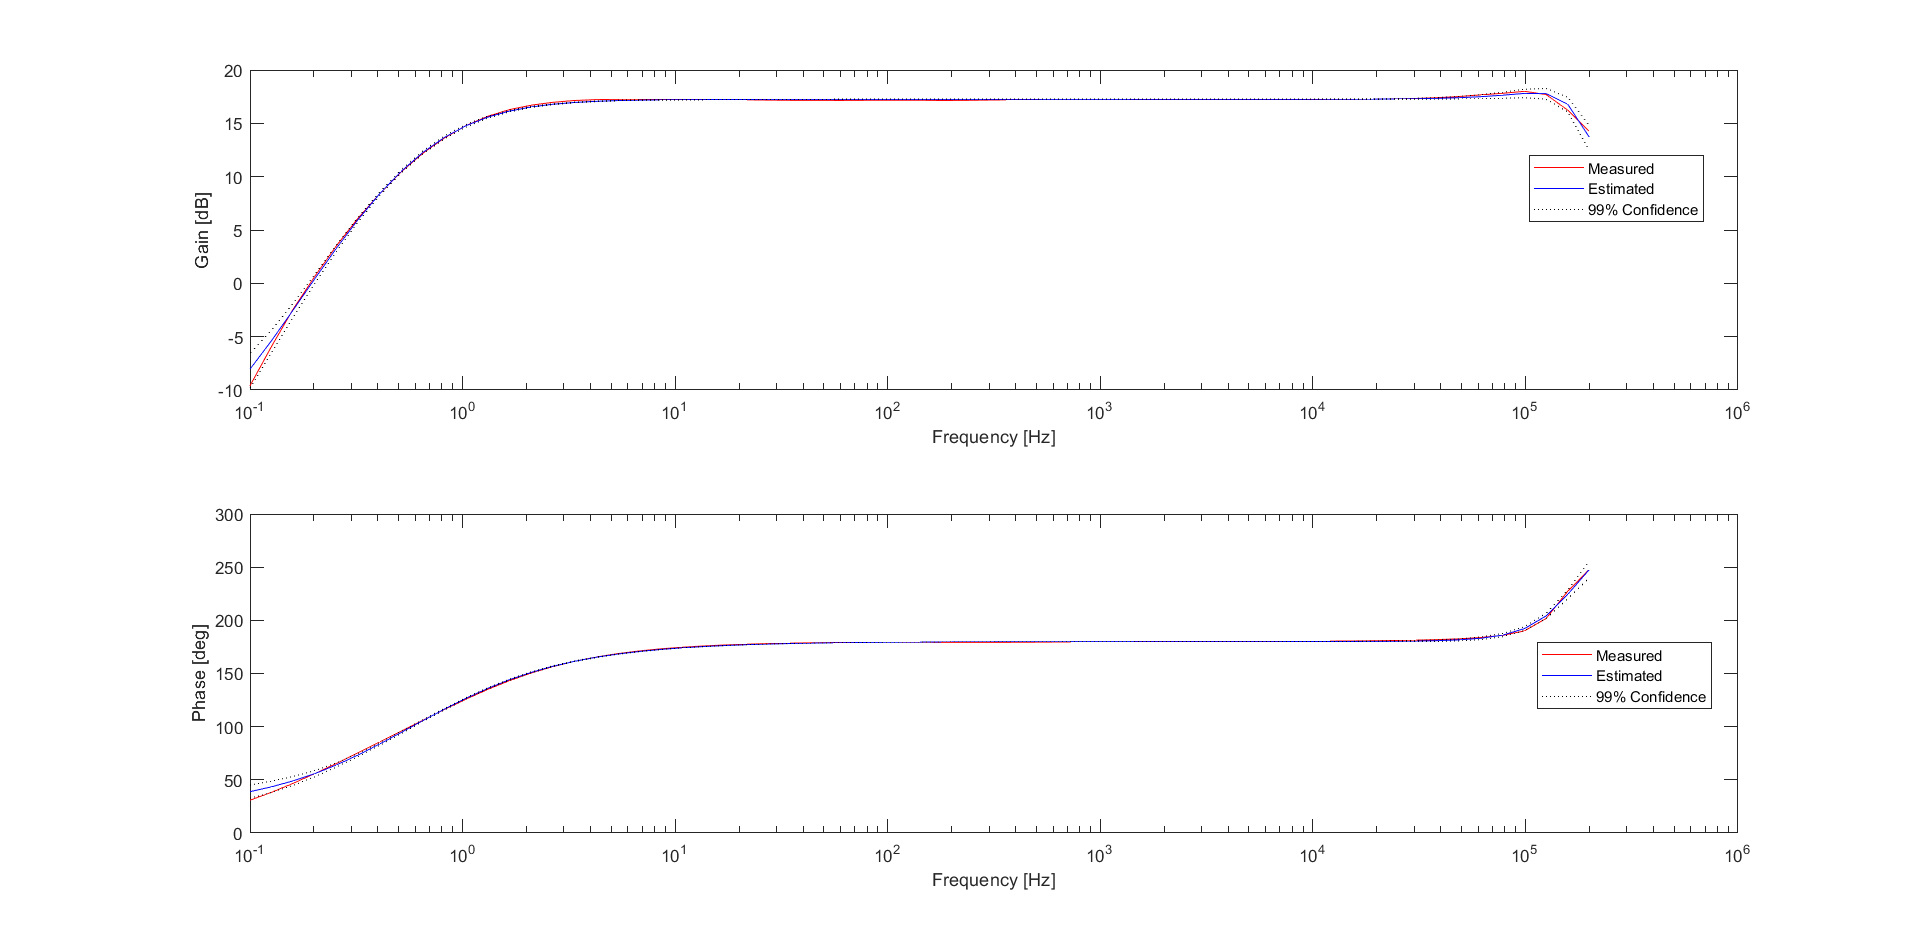 20
15
10
5
0
-5
-10
Gain [dB]
Measured
Estimated
99% Confidence
10^-1 10^0 10^1 10^2 10^3 10^4 10^5 10^6
Frequency [Hz]
300
250
200
150
100
50
0
Phase [deg]
Measured
Estimated
99% Confidence
10^-1 10^0 10^1 10^2 10^3 10^4 10^5 10^6
Frequency [Hz]